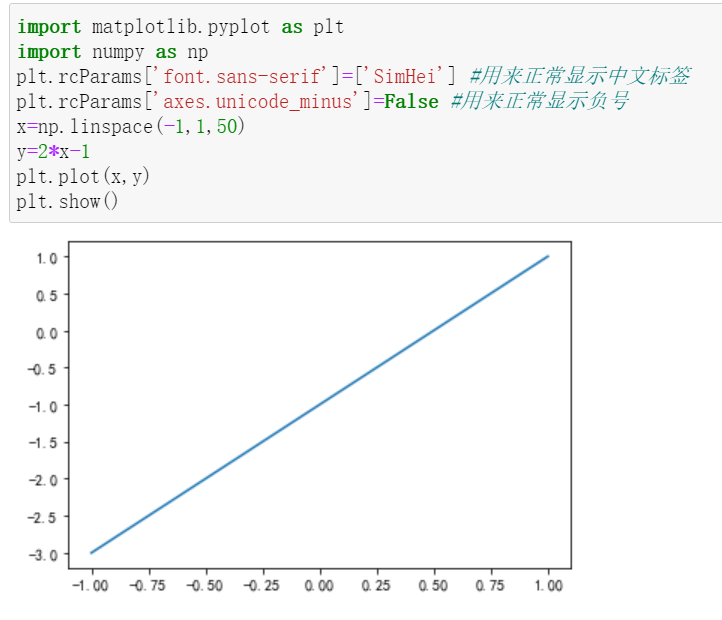 import matplotlib.pyplot as plt
import numpy as np
plt.rcParams['font.sans-serif']=['SimHei'] #用来正常显示中文标签
plt.rcParams['axes.unicode_minus']=False #用来正常显示负号
x=np.linspace(-1,1,50)
y=2*x-1
plt.plot(x,y)
plt.show()
1.0
0.5
0.0
-0.5
-1.0
-1.5
-2.0
-2.5
-3.0
-1.00 -0.75 -0.50 -0.25 0.00 0.25 0.50 0.75 1.00